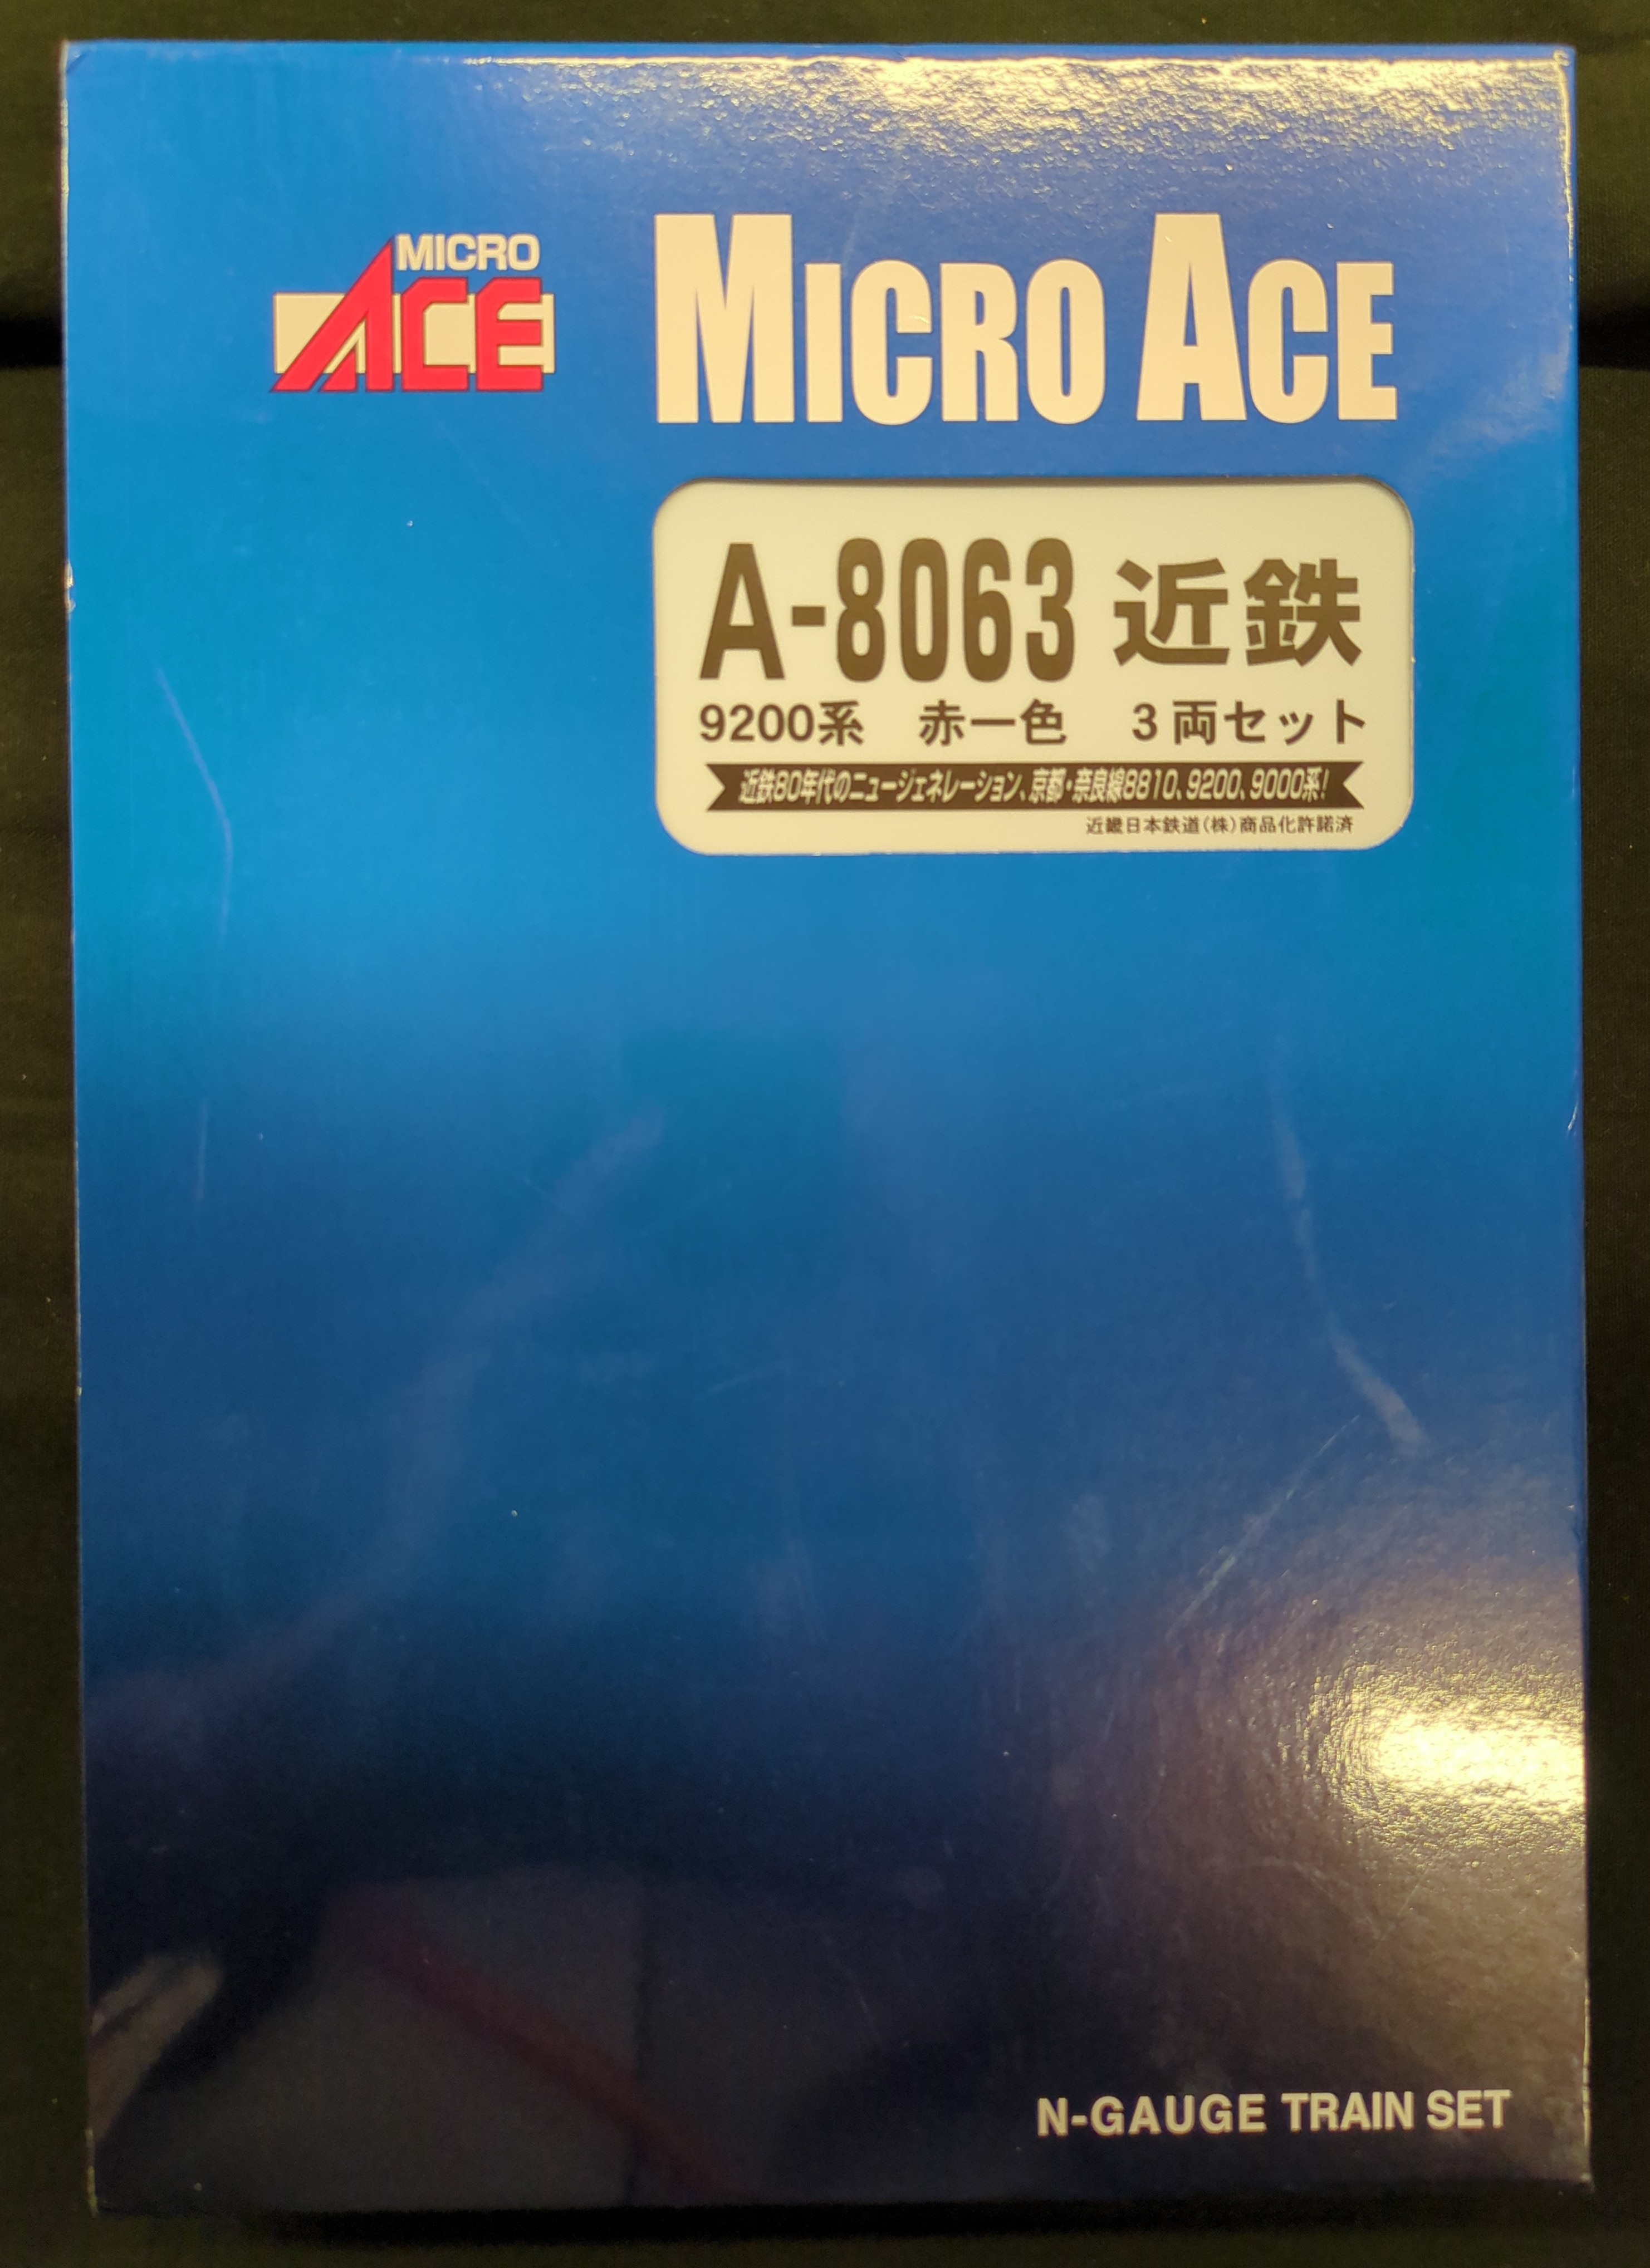 MICRO
ACE
MICRO ACE
A-8063 近鉄
9200系 赤一色 3両セット
近鉄80年代のニュージェネレーション、京都・奈良線8810、9200、9000系!
近畿日本鉄道(株)商品化許諾済
N-GAUGE TRAIN SET